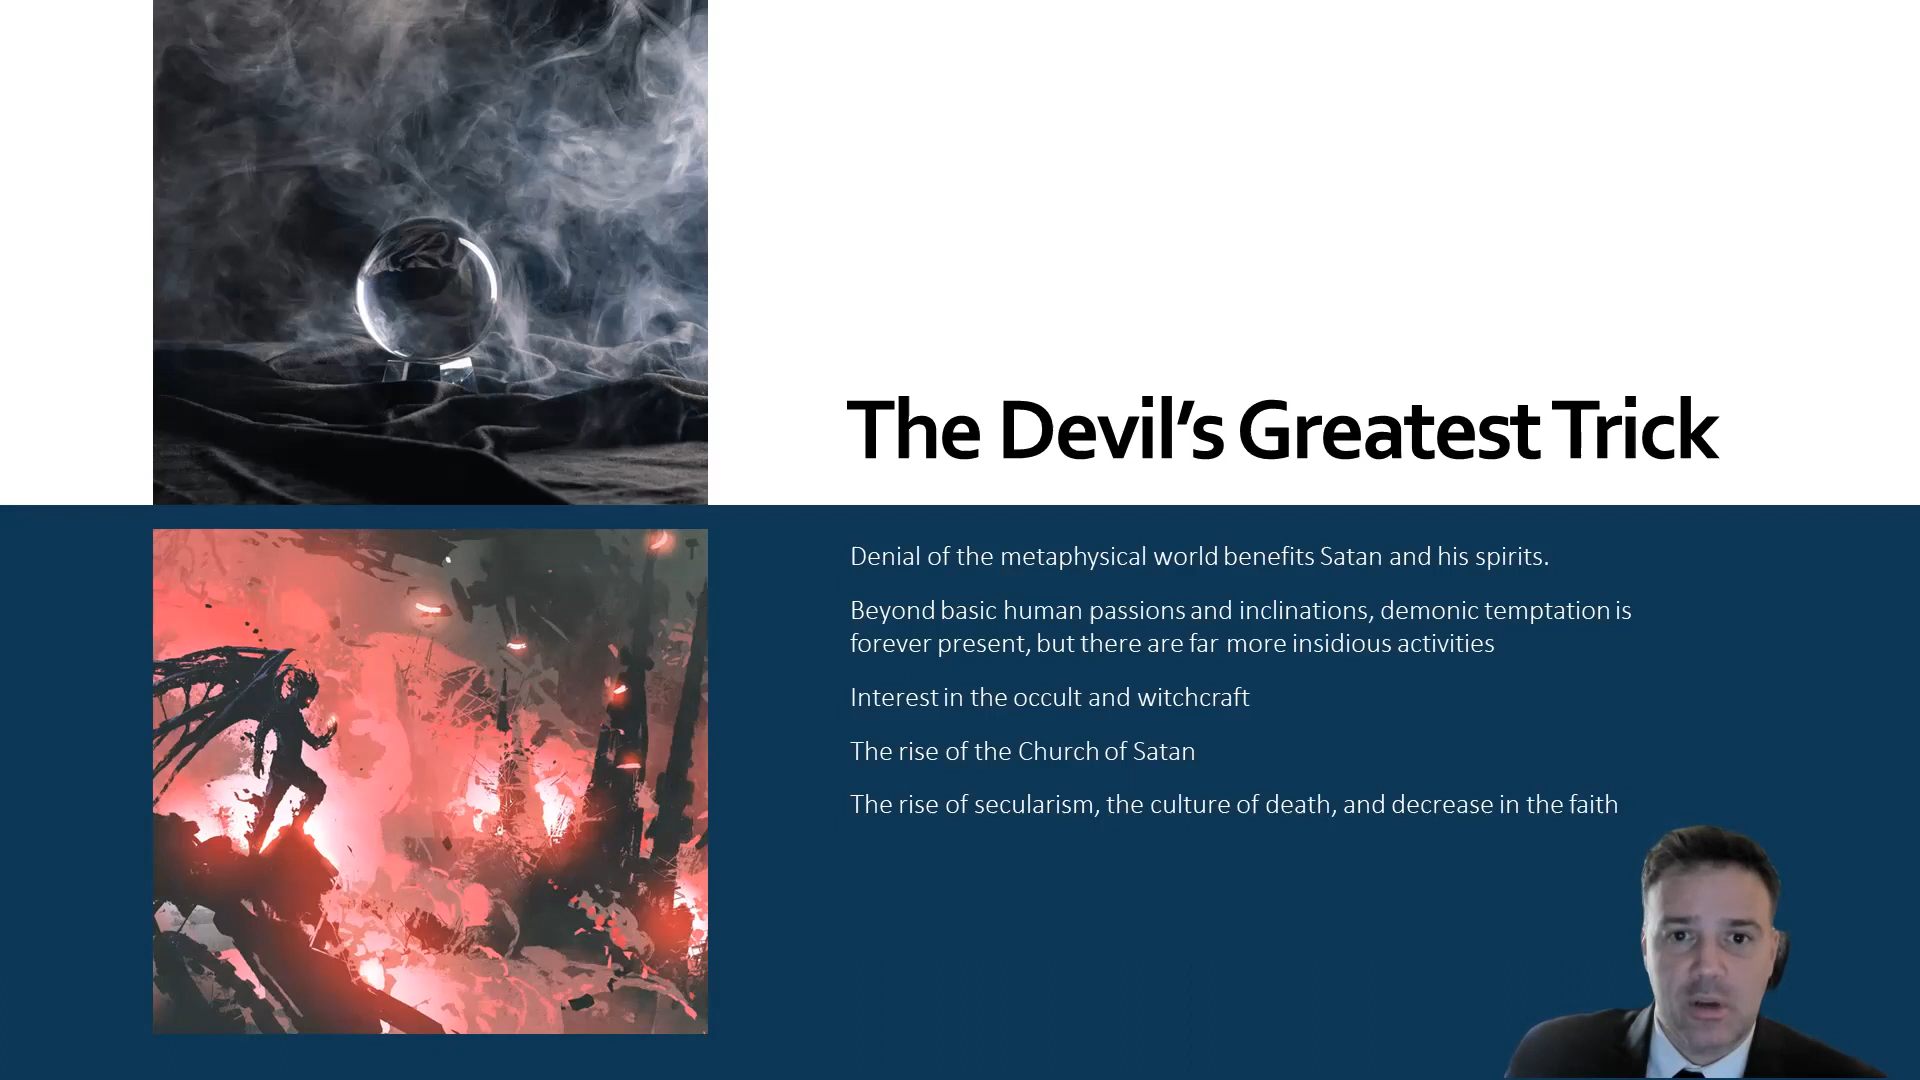 The Devil’s Greatest Trick
Denial of the metaphysical world benefits Satan and his spirits.
Beyond basic human passions and inclinations, demonic temptation is
forever present, but there are far more insidious activities
Interest in the occult and witchcraft
The rise of the Church of Satan
The rise of secularism, the culture of death, and decrease in the faith